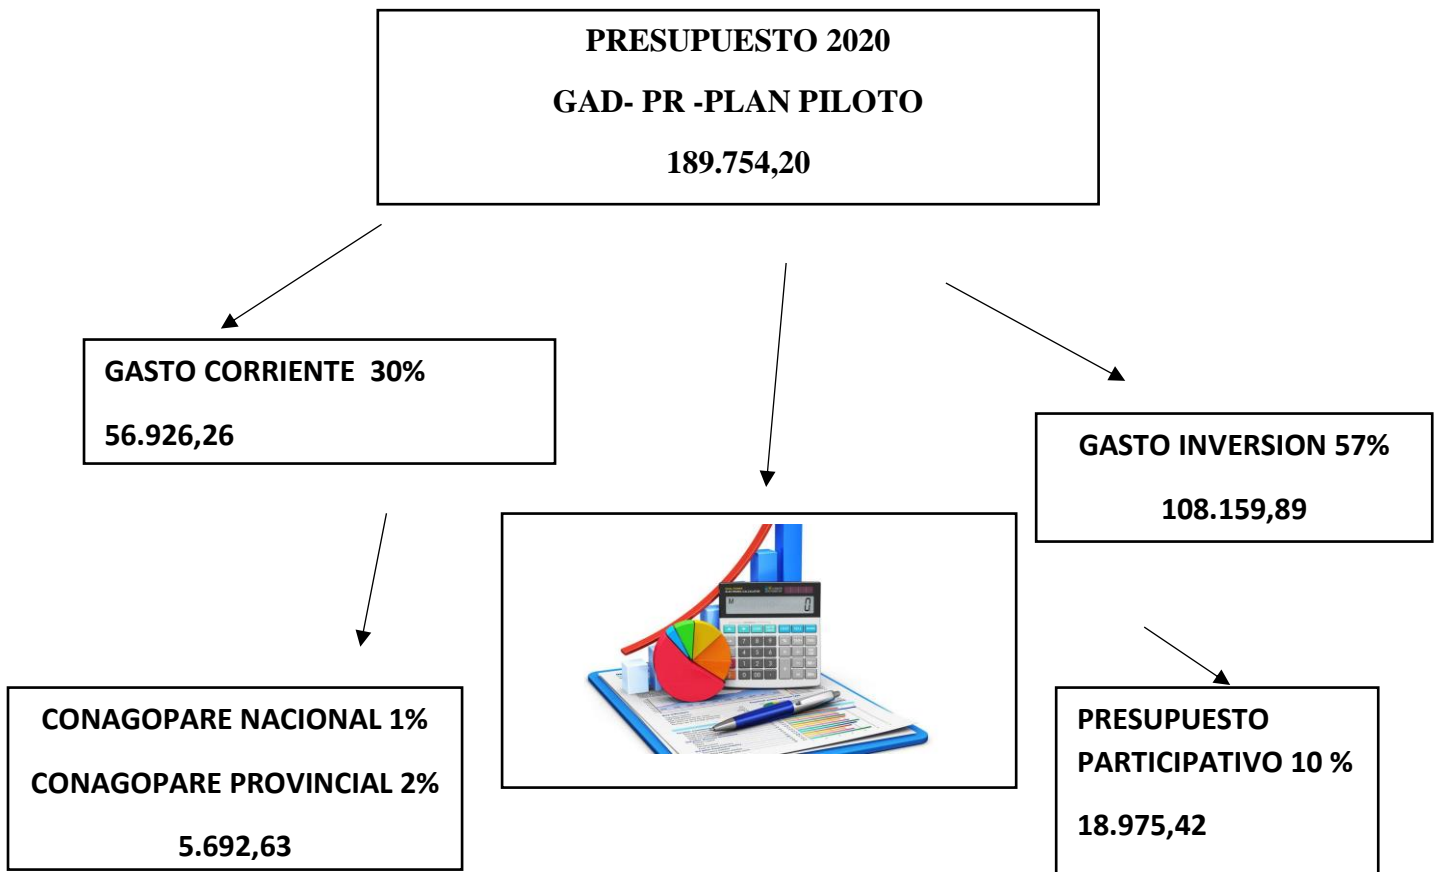 PRESUPUESTO 2020
GAD- PR -PLAN PILOTO
189.754,20
GASTO CORRIENTE 30%
56.926,26
GASTO INVERSION 57%
108.159,89
CONAGOPARE NACIONAL 1%
CONAGOPARE PROVINCIAL 2%
5.692,63
PRESUPUESTO
PARTICIPATIVO 10 %
18.975,42